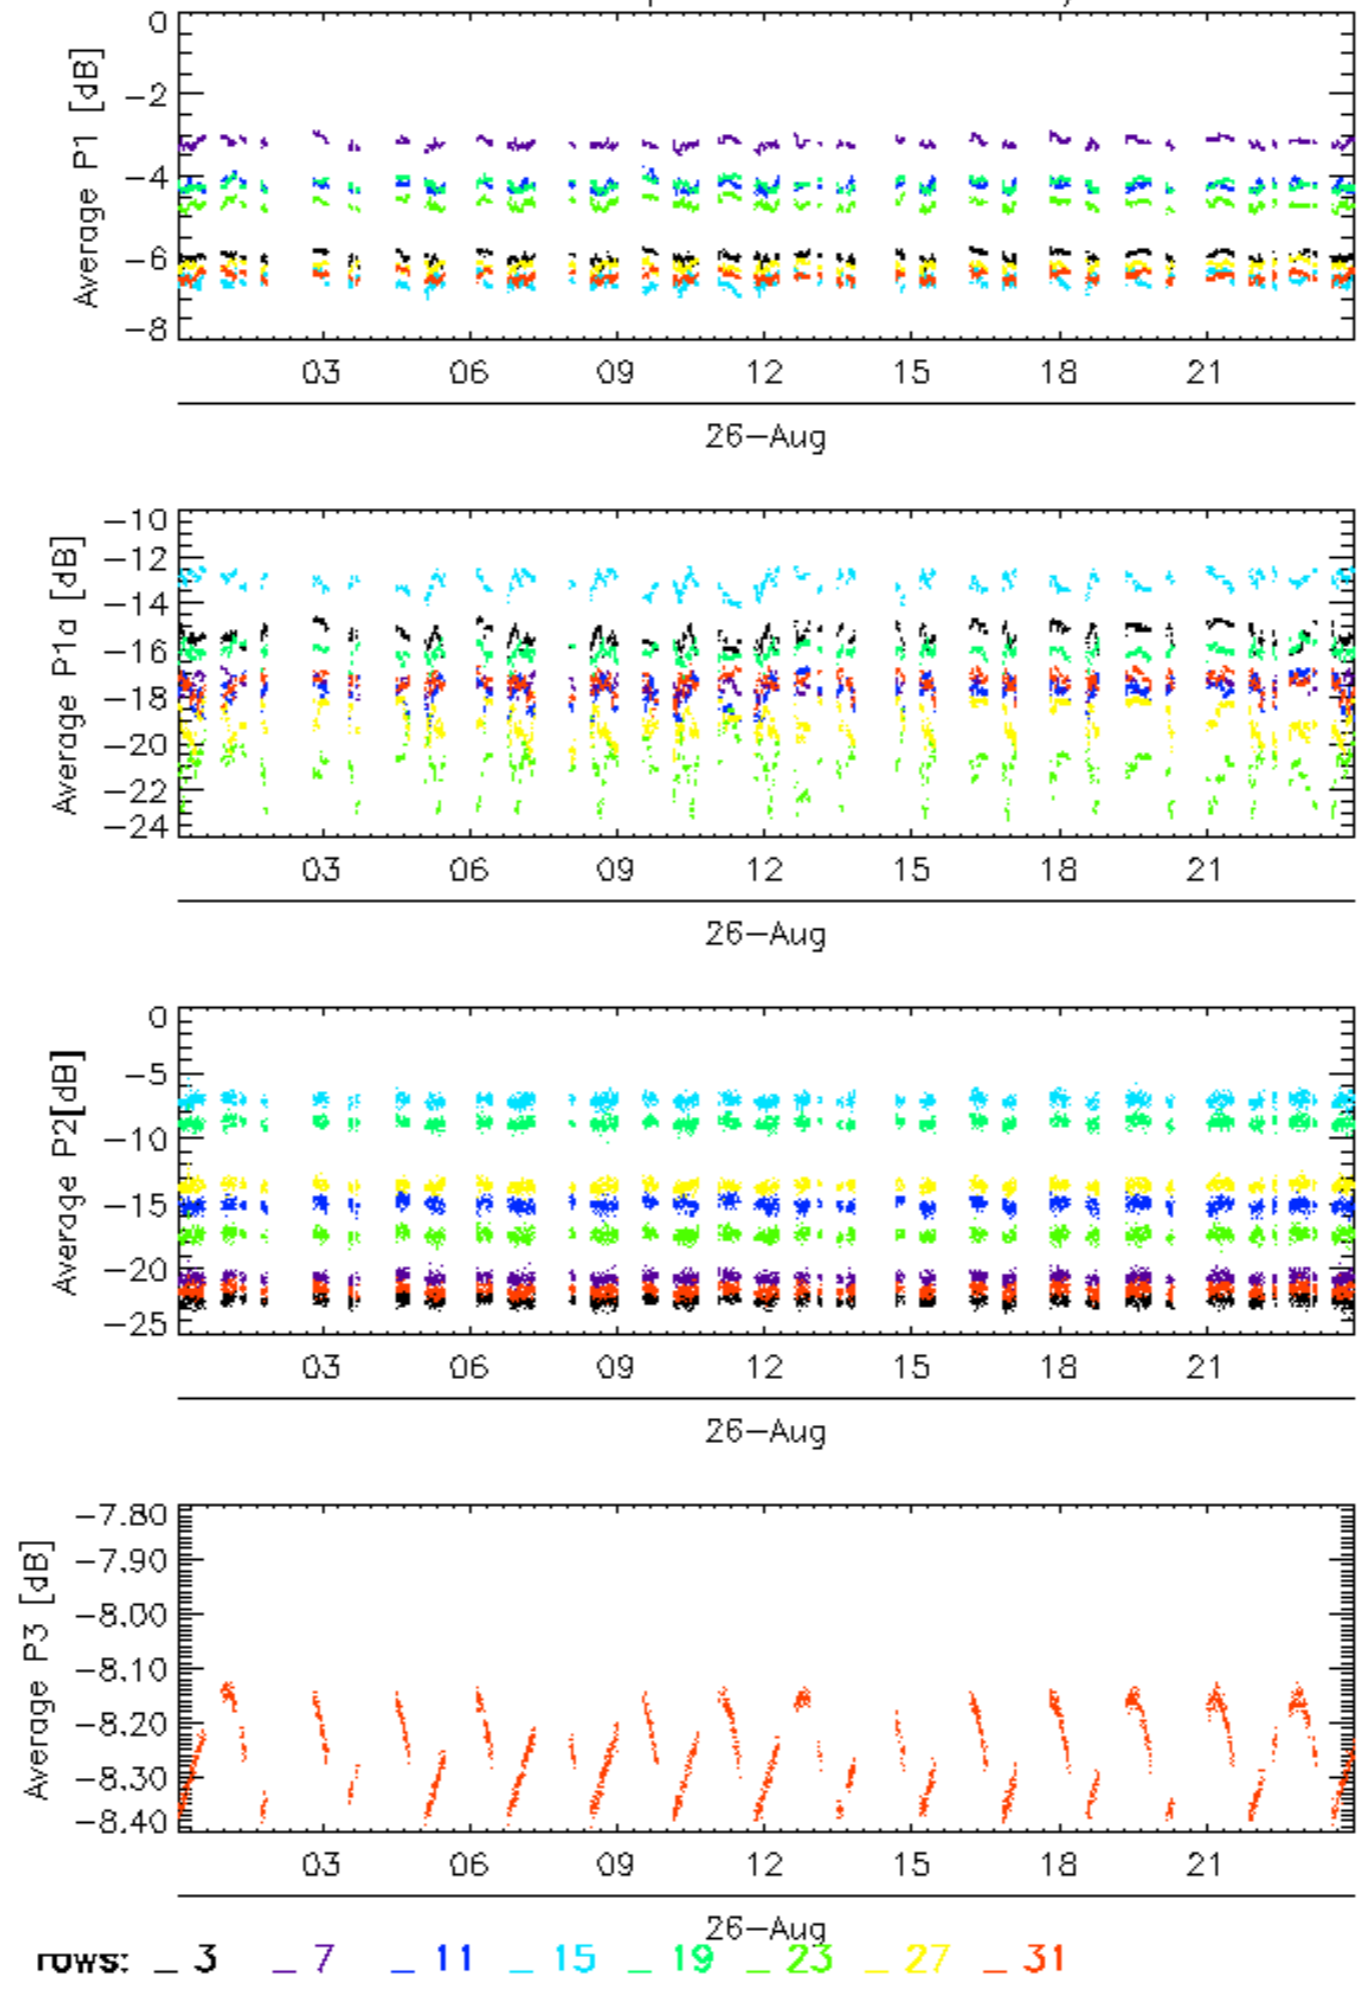 0
-2
-4
-6
-8
Average P1 [dB]
03 06 09 12 15 18 21
26-Aug
-10
-12
-14
-16
-18
-20
-22
-24
Average P1a [dB]
03 06 09 12 15 18 21
26-Aug
0
-5
-10
-15
-20
-25
Average P2[dB]
03 06 09 12 15 18 21
26-Aug
-7.80
-7.90
-8.00
-8.10
-8.20
-8.30
-8.40
Average P3 [dB]
03 06 09 12 15 18 21
26-Aug
rows: _ 3 _ 7 _ 11 _ 15 _ 19 _ 23 _ 27 _ 31